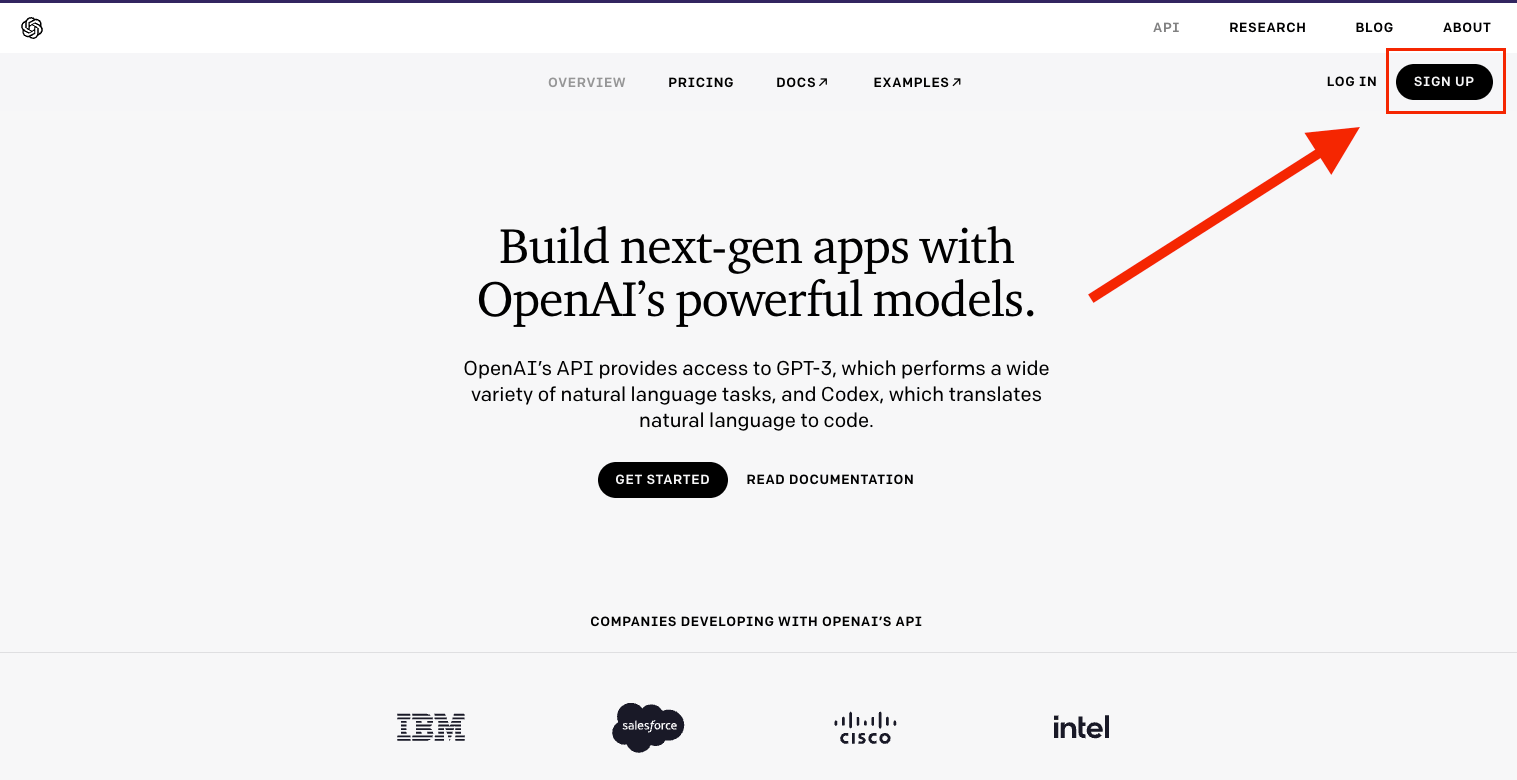 API RESEARCH BLOG ABOUT
OVERVIEW PRICING DOCS↗ EXAMPLES↗ LOG IN SIGN UP
Build next-gen apps with
OpenAI’s powerful models.
OpenAI’s API provides access to GPT-3, which performs a wide
variety of natural language tasks, and Codex, which translates
natural language to code.
GET STARTED READ DOCUMENTATION
COMPANIES DEVELOPING WITH OPENAI’S API
IBM salesforce CISCO intel